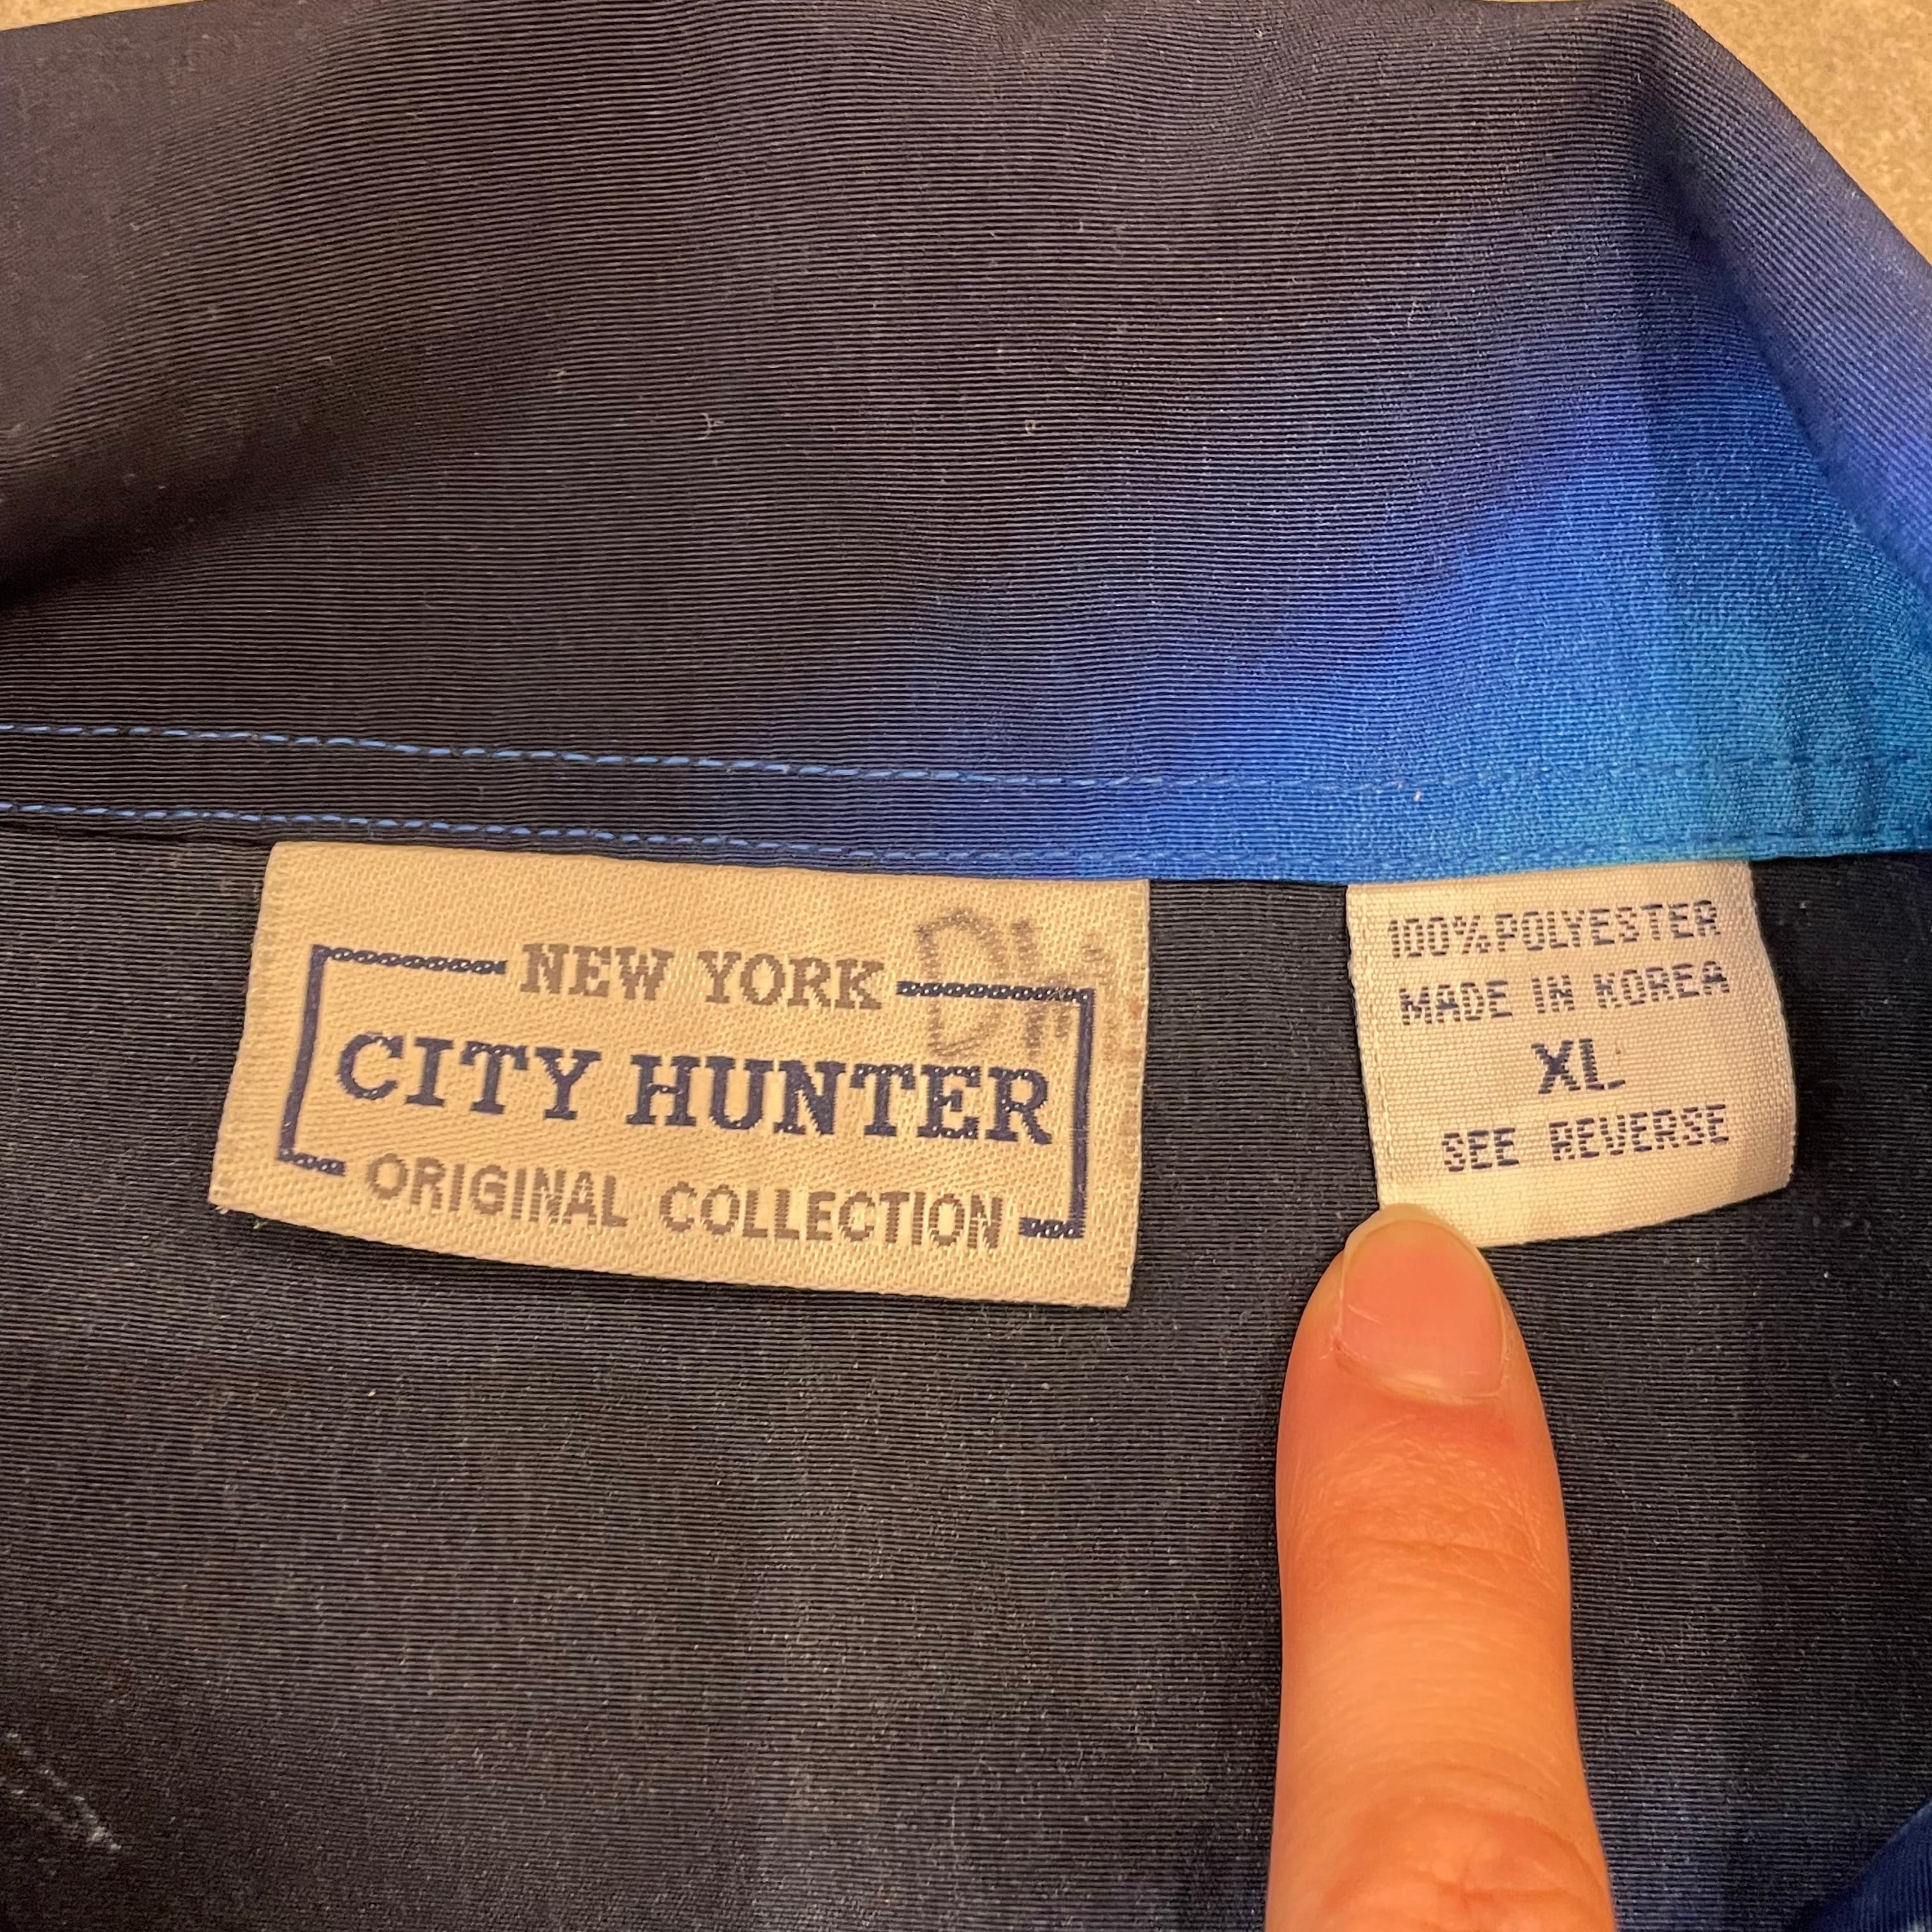 NEW YORK
CITY HUNTER
ORIGINAL COLLECTION
100% POLYESTER
MADE IN KOREA
XL
SEE REVERSE